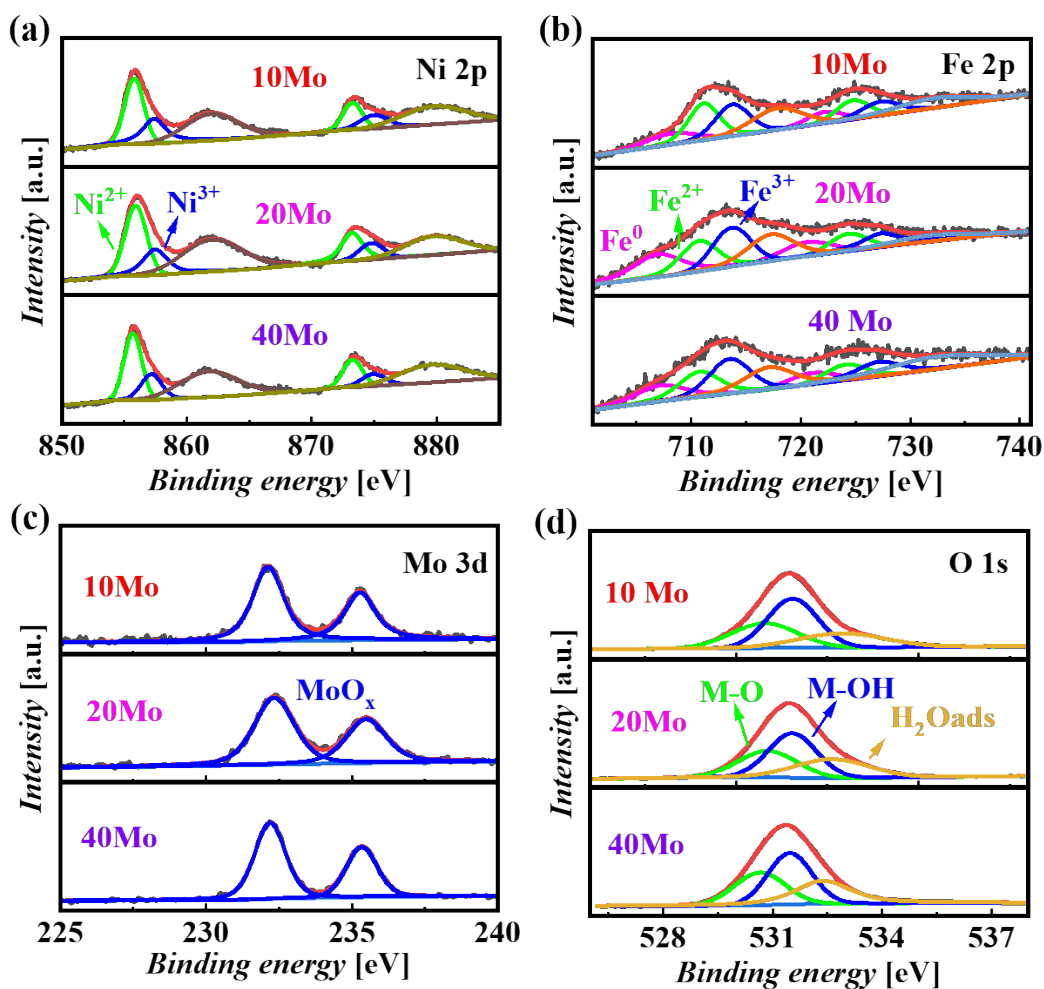 (a)
Ni 2p
10Mo
Ni²⁺
Ni³⁺
20Mo
40Mo
Intensity [a.u.]
850 860 870 880
Binding energy [eV]
(b)
10Mo
Fe 2p
Fe⁰
Fe²⁺
Fe³⁺
20Mo
40 Mo
Intensity [a.u.]
710 720 730 740
Binding energy [eV]
(c)
Mo 3d
10Mo
20Mo
MoOₓ
40Mo
Intensity [a.u.]
225 230 235 240
Binding energy [eV]
(d)
O 1s
10 Mo
M-O
M-OH
20Mo
H₂Oads
40Mo
Intensity [a.u.]
528 531 534 537
Binding energy [eV]